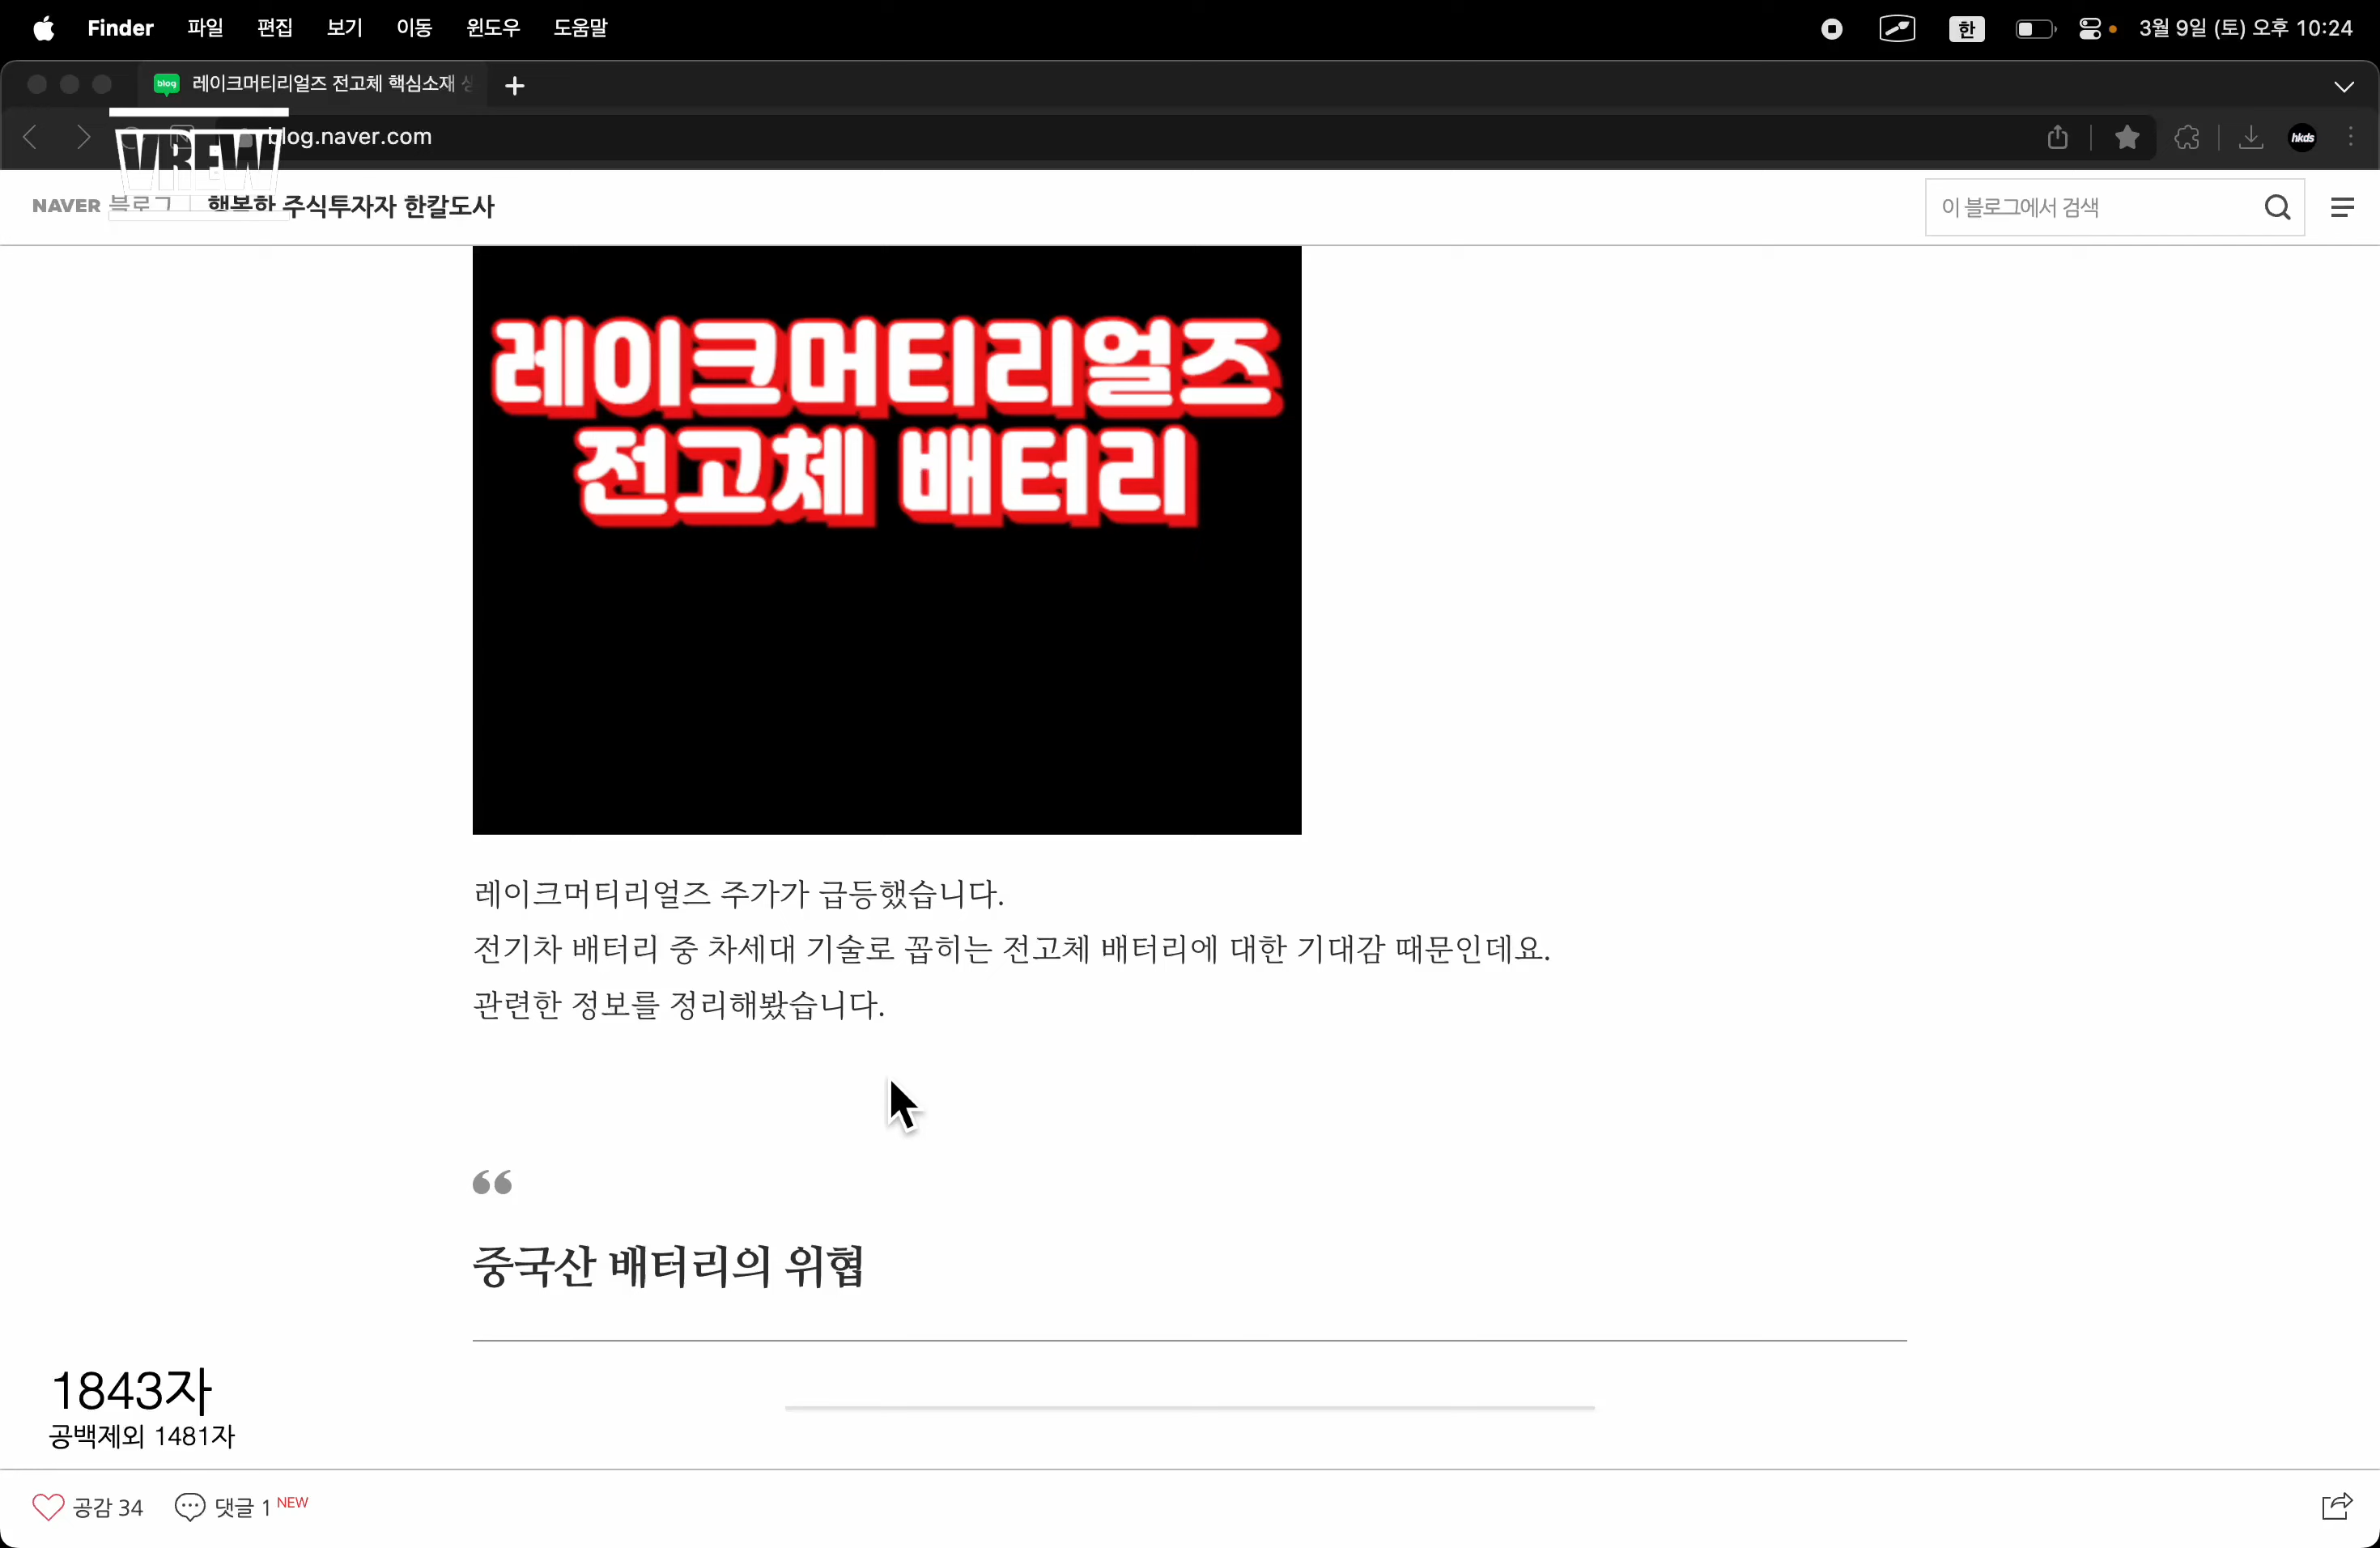 Finder 파일 편집 보기 이동 윈도우 도움말 한 3월 9일 (토) 오후 10:24
blog 레이크머티리얼즈 전고체 핵심소재
VREW
blog.naver.com hkds
NAVER 블로그 행복한 주식투자자 한칼도사 이 블로그에서 검색
레이크머티리얼즈
전고체 배터리
레이크머티리얼즈 주가가 급등했습니다.
전기차 배터리 중 차세대 기술로 꼽히는 전고체 배터리에 대한 기대감 때문인데요.
관련한 정보를 정리해봤습니다.
중국산 배터리의 위협
1843자
공백제외 1481자
공감 34 댓글 1 NEW